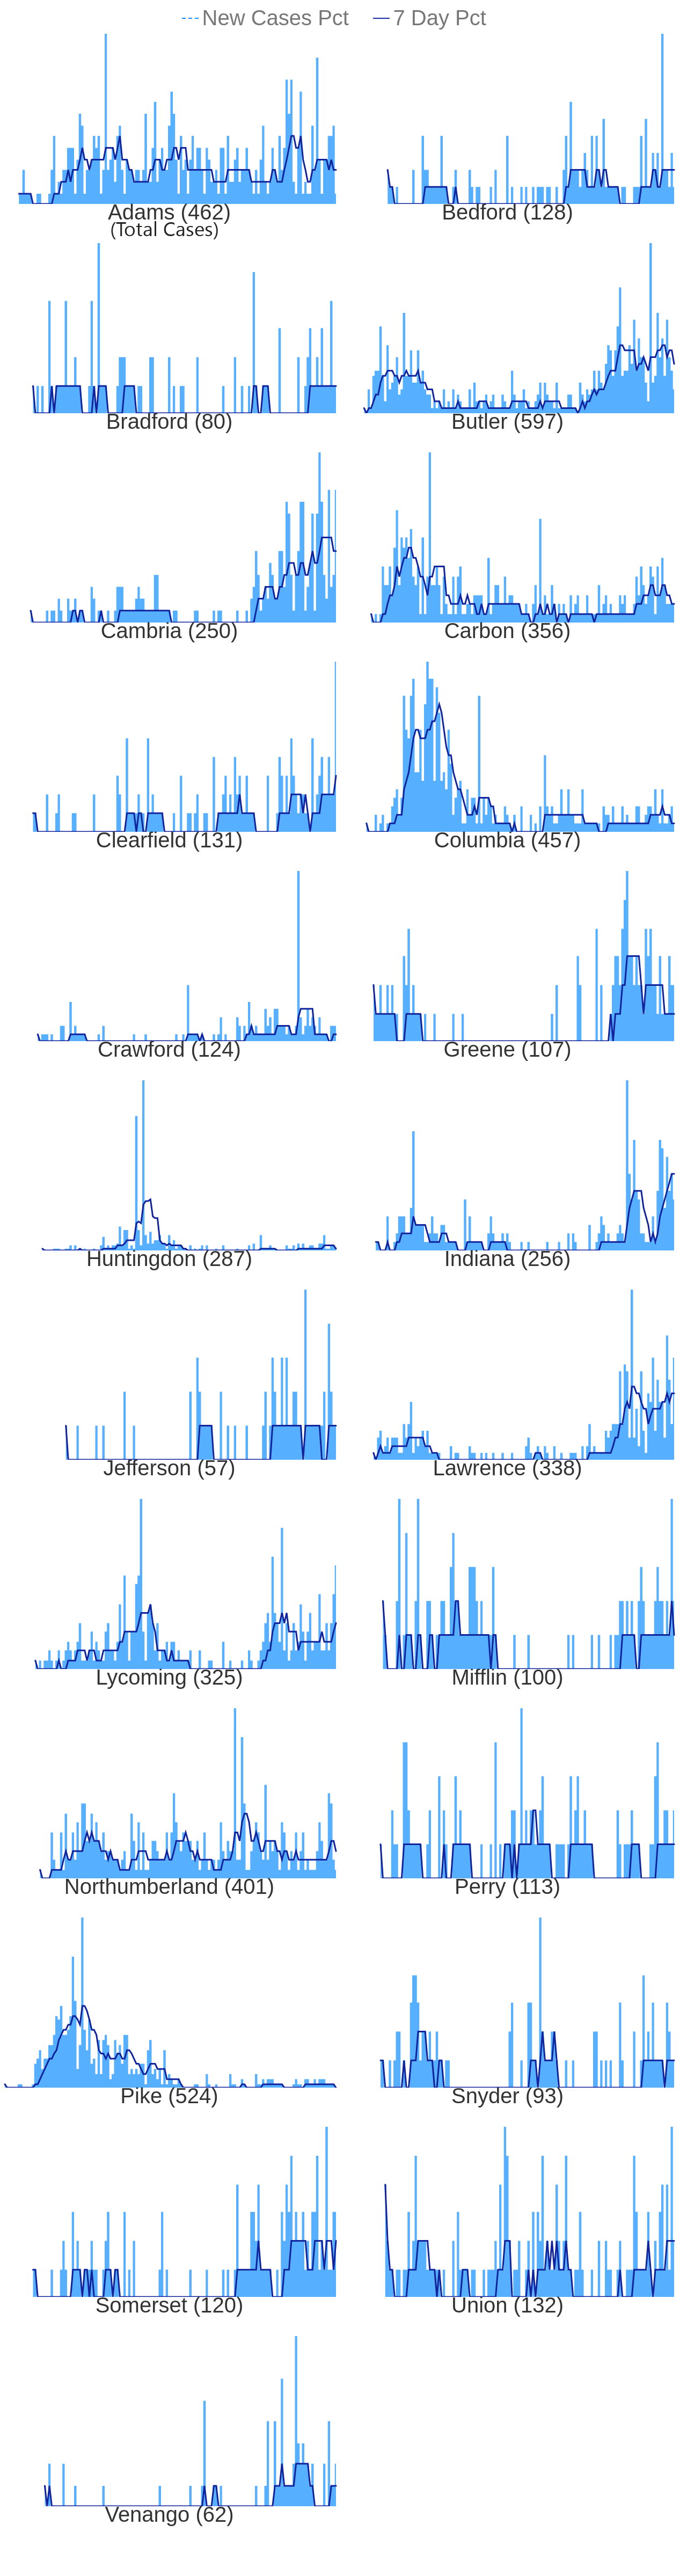 New Cases Pct 7 Day Pct
Adams (462) Bedford (128)
(Total Cases)
Bradford (80) Butler (597)
Cambria (250) Carbon (356)
Clearfield (131) Columbia (457)
Crawford (124) Greene (107)
Huntingdon (287) Indiana (256)
Jefferson (57) Lawrence (338)
Lycoming (325) Mifflin (100)
Northumberland (401) Perry (113)
Pike (524) Snyder (93)
Somerset (120) Union (132)
Venango (62)